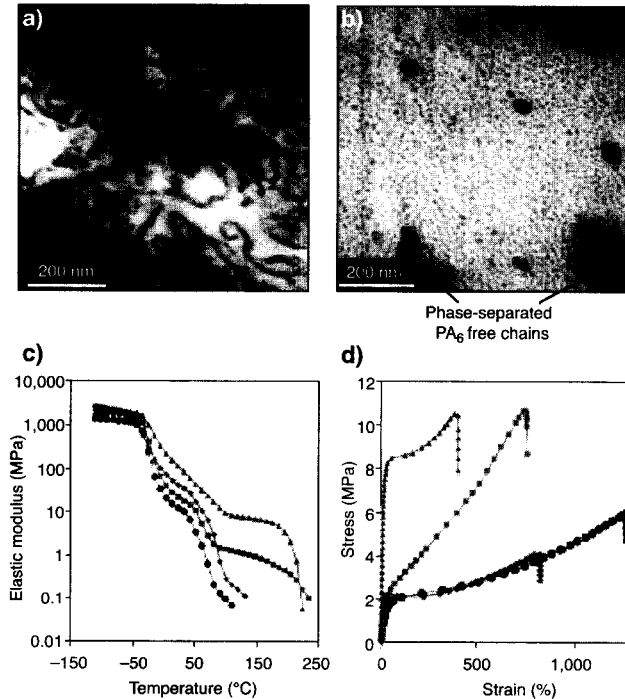 a)
b)
200 nm
200 nm
Phase-separated
PA₆ free chains
c)
d)
10,000
1,000
100
10
1
0.1
0.01
Elastic modulus (MPa)
−150
−50
50
150
250
Temperature (°C)
12
10
8
6
4
2
0
Stress (MPa)
0
500
1,000
Strain (%)